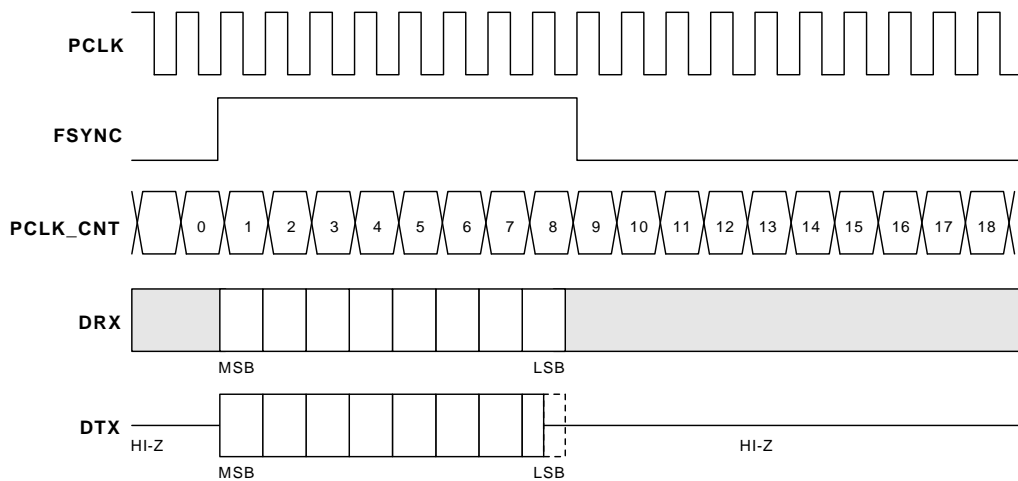 PCLK
FSYNC
PCLK_CNT 0 1 2 3 4 5 6 7 8 9 10 11 12 13 14 15 16 17 18
DRX
MSB LSB
DTX
HI-Z HI-Z
MSB LSB